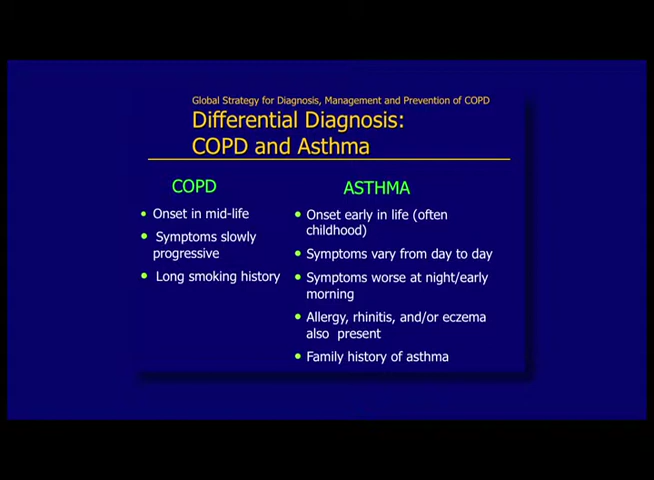 Global Strategy for Diagnosis, Management and Prevention of COPD
Differential Diagnosis:
COPD and Asthma
COPD
• Onset in mid-life
• Symptoms slowly
progressive
• Long smoking history
ASTHMA
• Onset early in life (often
childhood)
• Symptoms vary from day to day
• Symptoms worse at night/early
morning
• Allergy, rhinitis, and/or eczema
also present
• Family history of asthma